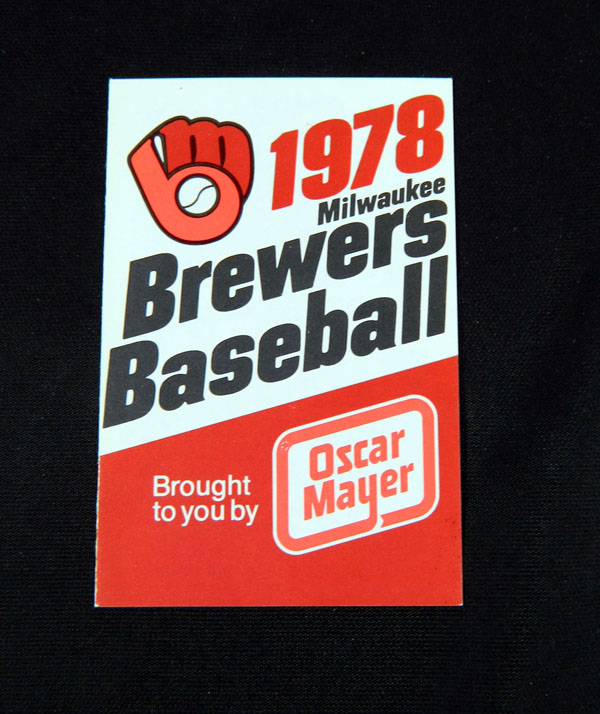 1978
Milwaukee
Brewers
Baseball
Brought
to you by
Oscar
Mayer